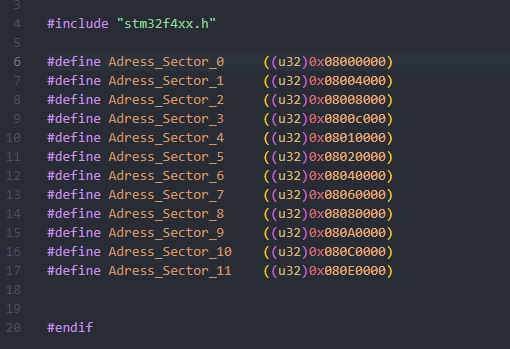 3
4 #include "stm32f4xx.h"
5
6 #define Adress_Sector_0 ((u32)0x08000000)
7 #define Adress_Sector_1 ((u32)0x08004000)
8 #define Adress_Sector_2 ((u32)0x08008000)
9 #define Adress_Sector_3 ((u32)0x0800c000)
10 #define Adress_Sector_4 ((u32)0x08010000)
11 #define Adress_Sector_5 ((u32)0x08020000)
12 #define Adress_Sector_6 ((u32)0x08040000)
13 #define Adress_Sector_7 ((u32)0x08060000)
14 #define Adress_Sector_8 ((u32)0x08080000)
15 #define Adress_Sector_9 ((u32)0x080A0000)
16 #define Adress_Sector_10 ((u32)0x080C0000)
17 #define Adress_Sector_11 ((u32)0x080E0000)
18
19
20 #endif